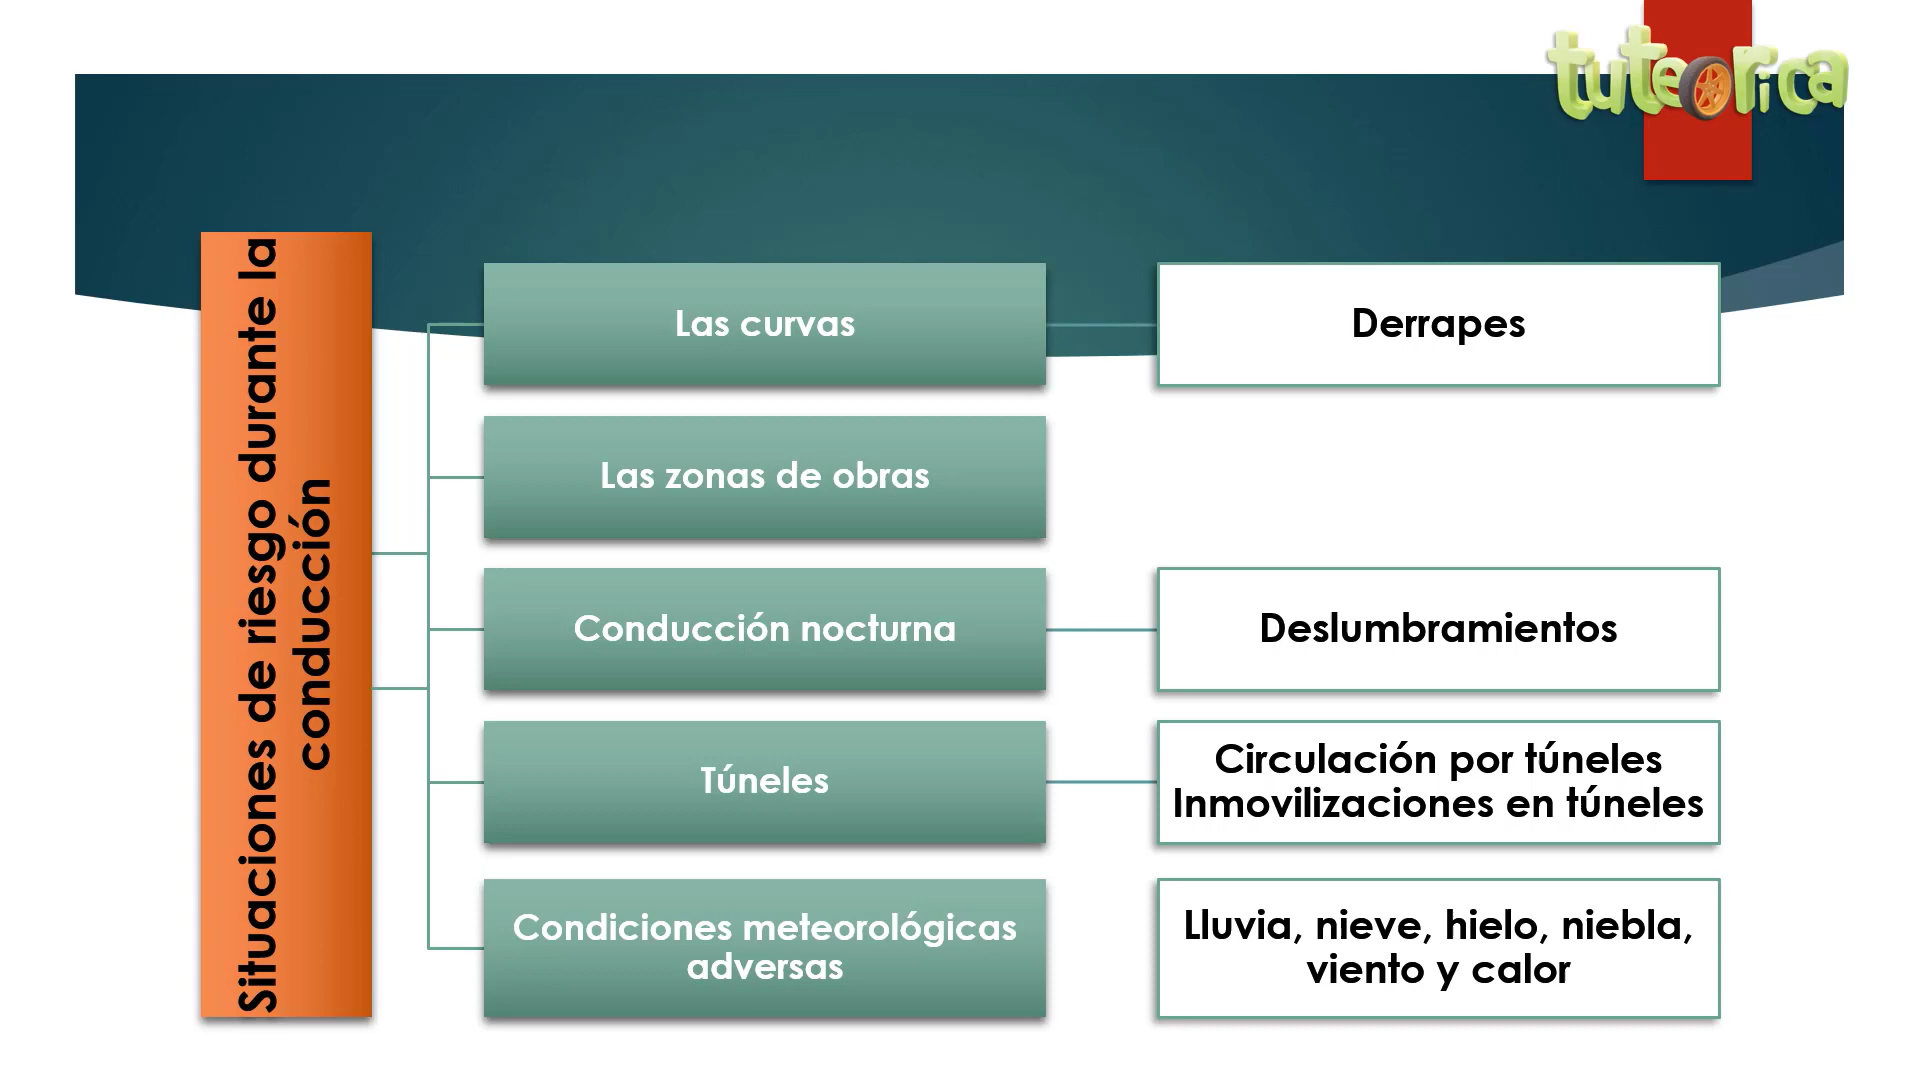 tuteorica
Situaciones de riesgo durante la
conducción
Las curvas
Derrapes
Las zonas de obras
Conducción nocturna
Deslumbramientos
Túneles
Circulación por túneles
Inmovilizaciones en túneles
Condiciones meteorológicas
adversas
Lluvia, nieve, hielo, niebla,
viento y calor